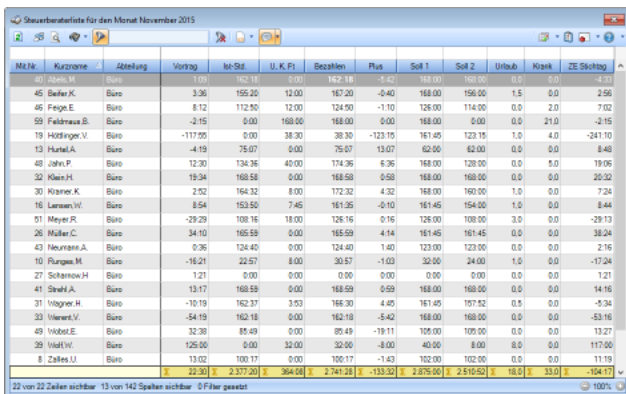 Steuerberaterliste für den Monat November 2015
Mit.Nr. Kurzname Abteilung Vortrag Ist-Std. U, K, Ft Bezahlen Plus Soll 1 Soll 2 Urlaub Krank ZE Stichtag
40 Abels,M. Büro 1:09 162:18 0:00 162:18 -5:42 168:00 168:00 0,0 0,0 -4:33
45 Beifer,K. Büro 3:36 155:20 12:00 167:20 -0:40 168:00 156:00 1,5 0,0 2:56
46 Feige,E. Büro 8:12 112:50 12:00 124:50 -1:10 126:00 114:00 0,0 2,0 7:02
59 Feldmaus,B. Büro -2:15 0:00 168:00 168:00 0:00 168:00 0:00 0,0 21,0 -2:15
19 Höttlinger,V. Büro -117:55 0:00 38:30 38:30 -123:15 161:45 123:15 1,0 4,0 -241:10
13 Hurtel,A. Büro -4:19 75:07 0:00 75:07 13:07 62:00 62:00 0,0 0,0 8:48
48 Jahn,P. Büro 12:30 134:36 40:00 174:36 6:36 168:00 128:00 0,0 5,0 19:06
32 Klein,H. Büro 19:34 168:58 0:00 168:58 0:58 168:00 168:00 0,0 0,0 20:32
30 Kramer,K. Büro 2:52 164:32 8:00 172:32 4:32 168:00 160:00 1,0 0,0 7:24
16 Lensen,W. Büro 8:54 153:50 7:45 161:35 -0:10 161:45 154:00 1,0 0,0 8:44
51 Meyer,R. Büro -29:29 108:16 18:00 126:16 0:16 126:00 108:00 3,0 0,0 -29:13
26 Müller,C. Büro 34:10 165:59 0:00 165:59 4:14 161:45 161:45 0,0 0,0 38:24
43 Neumann,A. Büro 0:36 124:40 0:00 124:40 1:40 123:00 123:00 0,0 0,0 2:16
10 Runges,M. Büro -16:21 22:57 8:00 30:57 -1:03 32:00 24:00 1,0 0,0 -17:24
27 Scharnow,H Büro 1:21 0:00 0:00 0:00 0:00 0:00 0:00 0,0 0,0 1:21
41 Strehl,A. Büro 13:17 168:59 0:00 168:59 0:59 168:00 168:00 0,0 0,0 14:16
31 Wagner,H. Büro -10:19 162:37 3:53 166:30 4:45 161:45 157:52 0,5 0,0 -5:34
33 Werent,V. Büro -54:19 162:18 0:00 162:18 -5:42 168:00 168:00 0,0 0,0 -53:16
49 Wobst,E. Büro 32:38 85:49 0:00 85:49 -19:11 105:00 105:00 0,0 0,0 13:27
39 Wolf,W. Büro 125:00 0:00 32:00 32:00 -8:00 40:00 8:00 8,0 0,0 117:00
8 Zalles,U. Büro 13:02 100:17 0:00 100:17 -1:43 102:00 102:00 0,0 0,0 11:19
Σ 22:30 Σ 2.377:20 Σ 364:08 Σ 2.741:28 Σ -133:32 Σ 2.875:00 Σ 2.510:52 Σ 18,0 Σ 33,0 Σ -104:17
22 von 22 Zeilen sichtbar 13 von 142 Spalten sichtbar 0 Filter gesetzt 100%